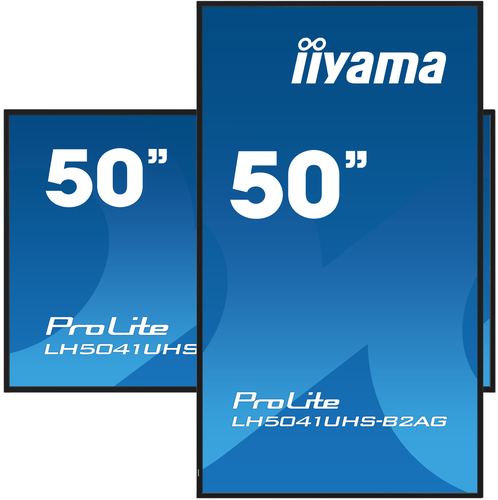 iiyama
50”
50”
ProLite
LH5041UHS
ProLite
LH5041UHS-B2AG